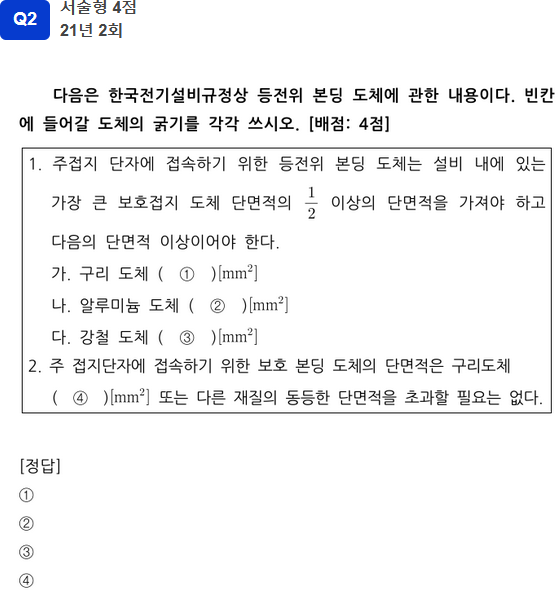 Q2
서술형 4점
21년 2회
다음은 한국전기설비규정상 등전위 본딩 도체에 관한 내용이다. 빈칸
에 들어갈 도체의 굵기를 각각 쓰시오. [배점: 4점]
1. 주접지 단자에 접속하기 위한 등전위 본딩 도체는 설비 내에 있는
가장 큰 보호접지 도체 단면적의 1/2 이상의 단면적을 가져야 하고
다음의 단면적 이상이어야 한다.
가. 구리 도체 ( ① )[mm²]
나. 알루미늄 도체 ( ② )[mm²]
다. 강철 도체 ( ③ )[mm²]
2. 주 접지단자에 접속하기 위한 보호 본딩 도체의 단면적은 구리도체
( ④ )[mm²] 또는 다른 재질의 동등한 단면적을 초과할 필요는 없다.
[정답]
①
②
③
④